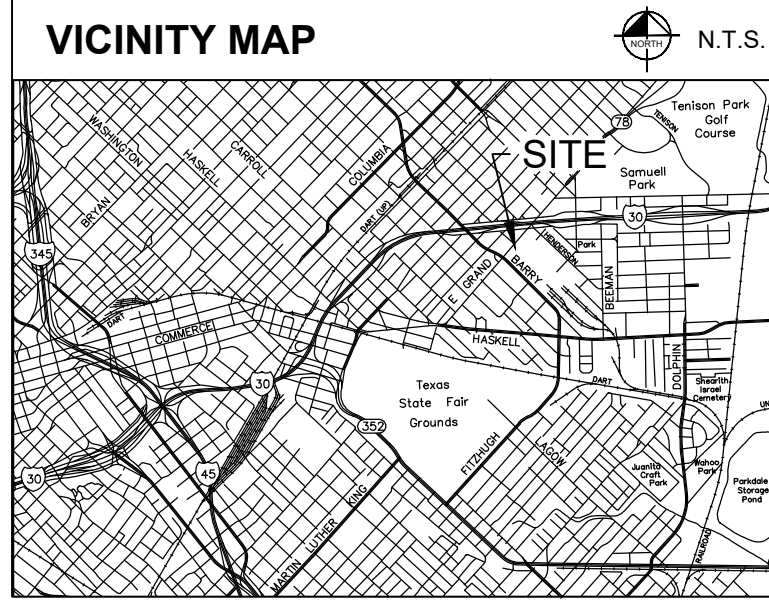 VICINITY MAP
NORTH
N.T.S.
Tenison Park
Golf
Course
78
TENISON
WASHINGTON
HASKELL
CARROLL
COLUMBIA
SITE
Samuell
Park
BRYAN
DART (UP)
30
345
HENDERSON
Park
BARRY
E GRAND
BEEMAN
DART
COMMERCE
HASKELL
DOLPHIN
30
Texas
State Fair
Grounds
DART
Shearith
Israel
Cemetery
352
UN
FITZHUGH
AGOW
Juanita
Craft
Park
Wahoo
Park
45
30
Parkdale
Storage
Pond
MARTIN LUTHER KING
RAILROAD